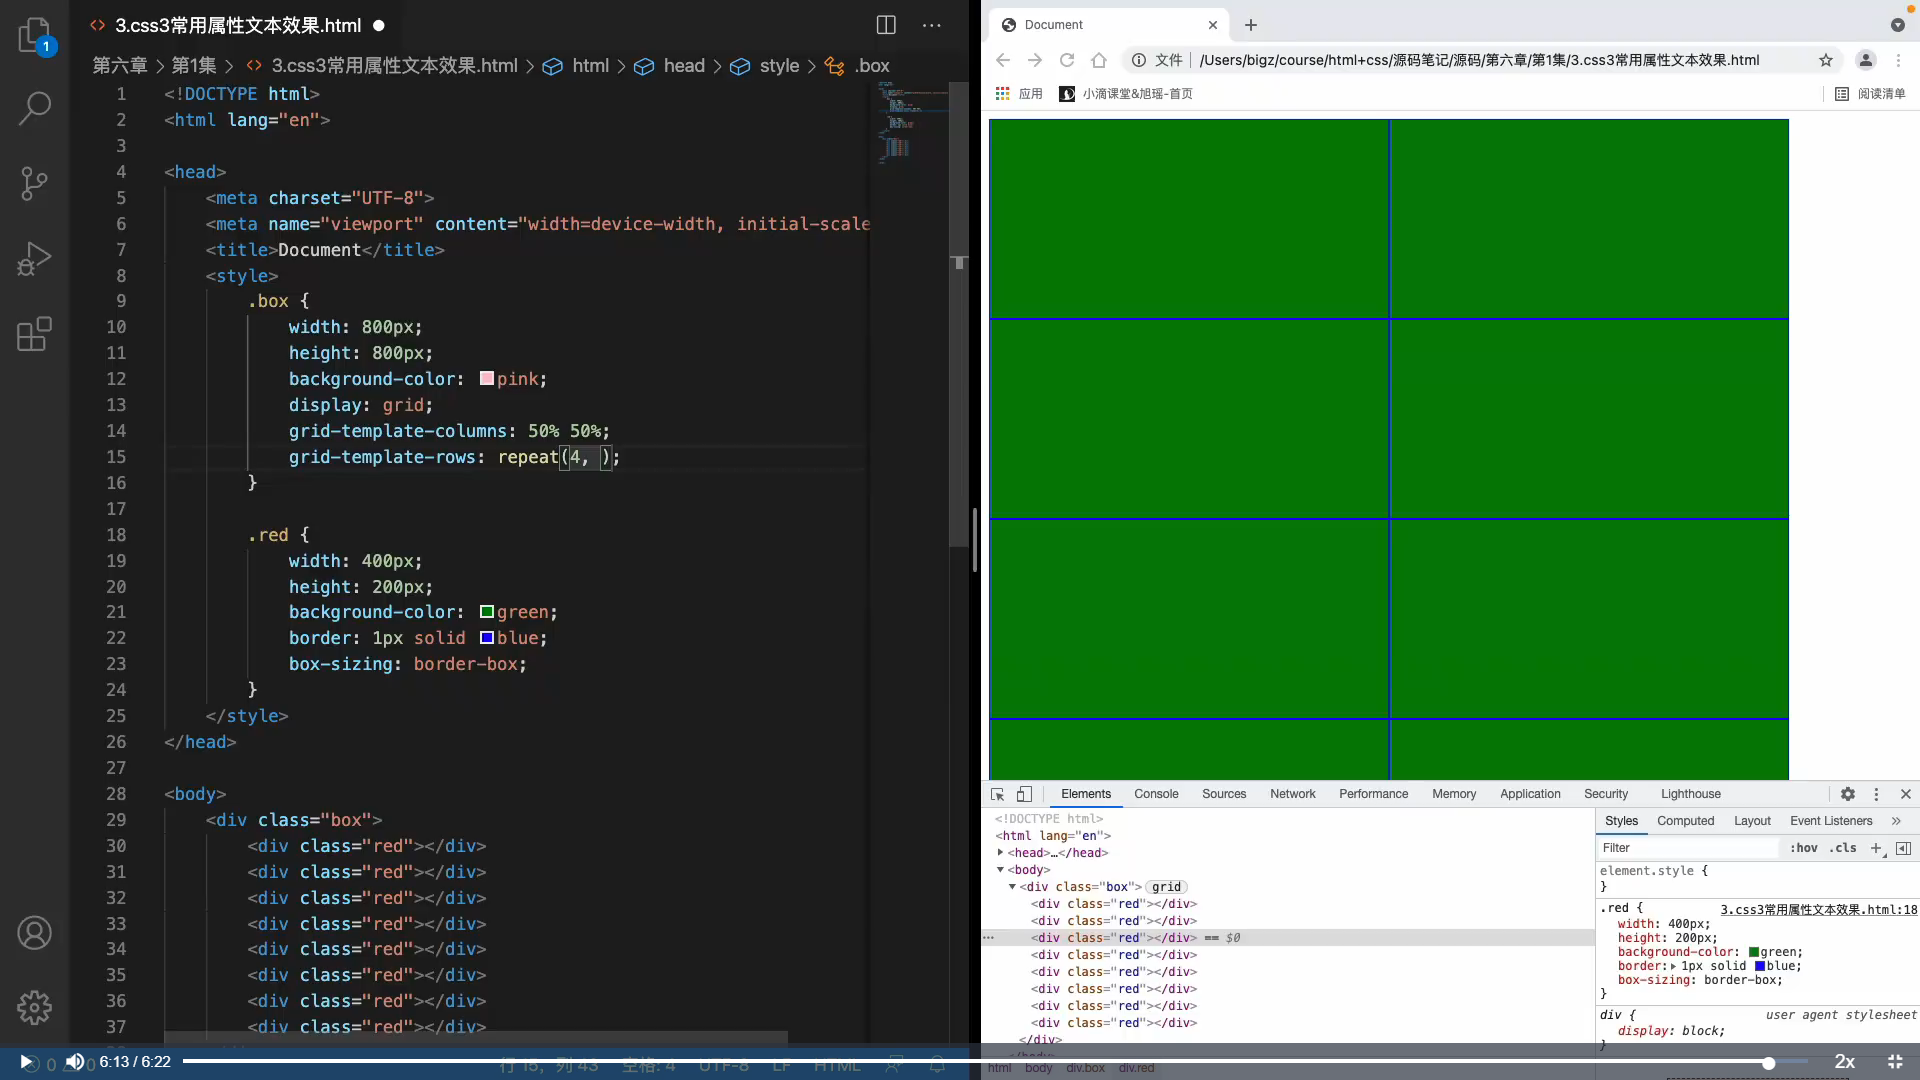 3.css3常用属性文本效果.html
第六章 > 第1集 > 3.css3常用属性文本效果.html > html > head > style > .box
1 <!DOCTYPE html>
2 <html lang="en">
3
4 <head>
5 <meta charset="UTF-8">
6 <meta name="viewport" content="width=device-width, initial-scale
7 <title>Document</title>
8 <style>
9 .box {
10 width: 800px;
11 height: 800px;
12 background-color: pink;
13 display: grid;
14 grid-template-columns: 50% 50%;
15 grid-template-rows: repeat(4, );
16 }
17
18 .red {
19 width: 400px;
20 height: 200px;
21 background-color: green;
22 border: 1px solid blue;
23 box-sizing: border-box;
24 }
25 </style>
26 </head>
27
28 <body>
29 <div class="box">
30 <div class="red"></div>
31 <div class="red"></div>
32 <div class="red"></div>
33 <div class="red"></div>
34 <div class="red"></div>
35 <div class="red"></div>
36 <div class="red"></div>
37 <div class="red"></div>
1
6:13 / 6:22
行 15，列 43 空格: 4 UTF-8 LF HTML
2x
Document
文件 | /Users/bigz/course/html+css/源码笔记/源码/第六章/第1集/3.css3常用属性文本效果.html
应用 小滴课堂&旭瑶-首页 阅读清单
Elements Console Sources Network Performance Memory Application Security Lighthouse
<!DOCTYPE html>
<html lang="en">
<head>…</head>
<body>
<div class="box"> grid
<div class="red"></div>
<div class="red"></div>
<div class="red"></div> == $0
<div class="red"></div>
<div class="red"></div>
<div class="red"></div>
<div class="red"></div>
<div class="red"></div>
</div>
html body div.box div.red
Styles Computed Layout Event Listeners »
Filter :hov .cls +
element.style {
}
.red { 3.css3常用属性文本效果.html:18
width: 400px;
height: 200px;
background-color: green;
border: 1px solid blue;
box-sizing: border-box;
}
div { user agent stylesheet
display: block;
}